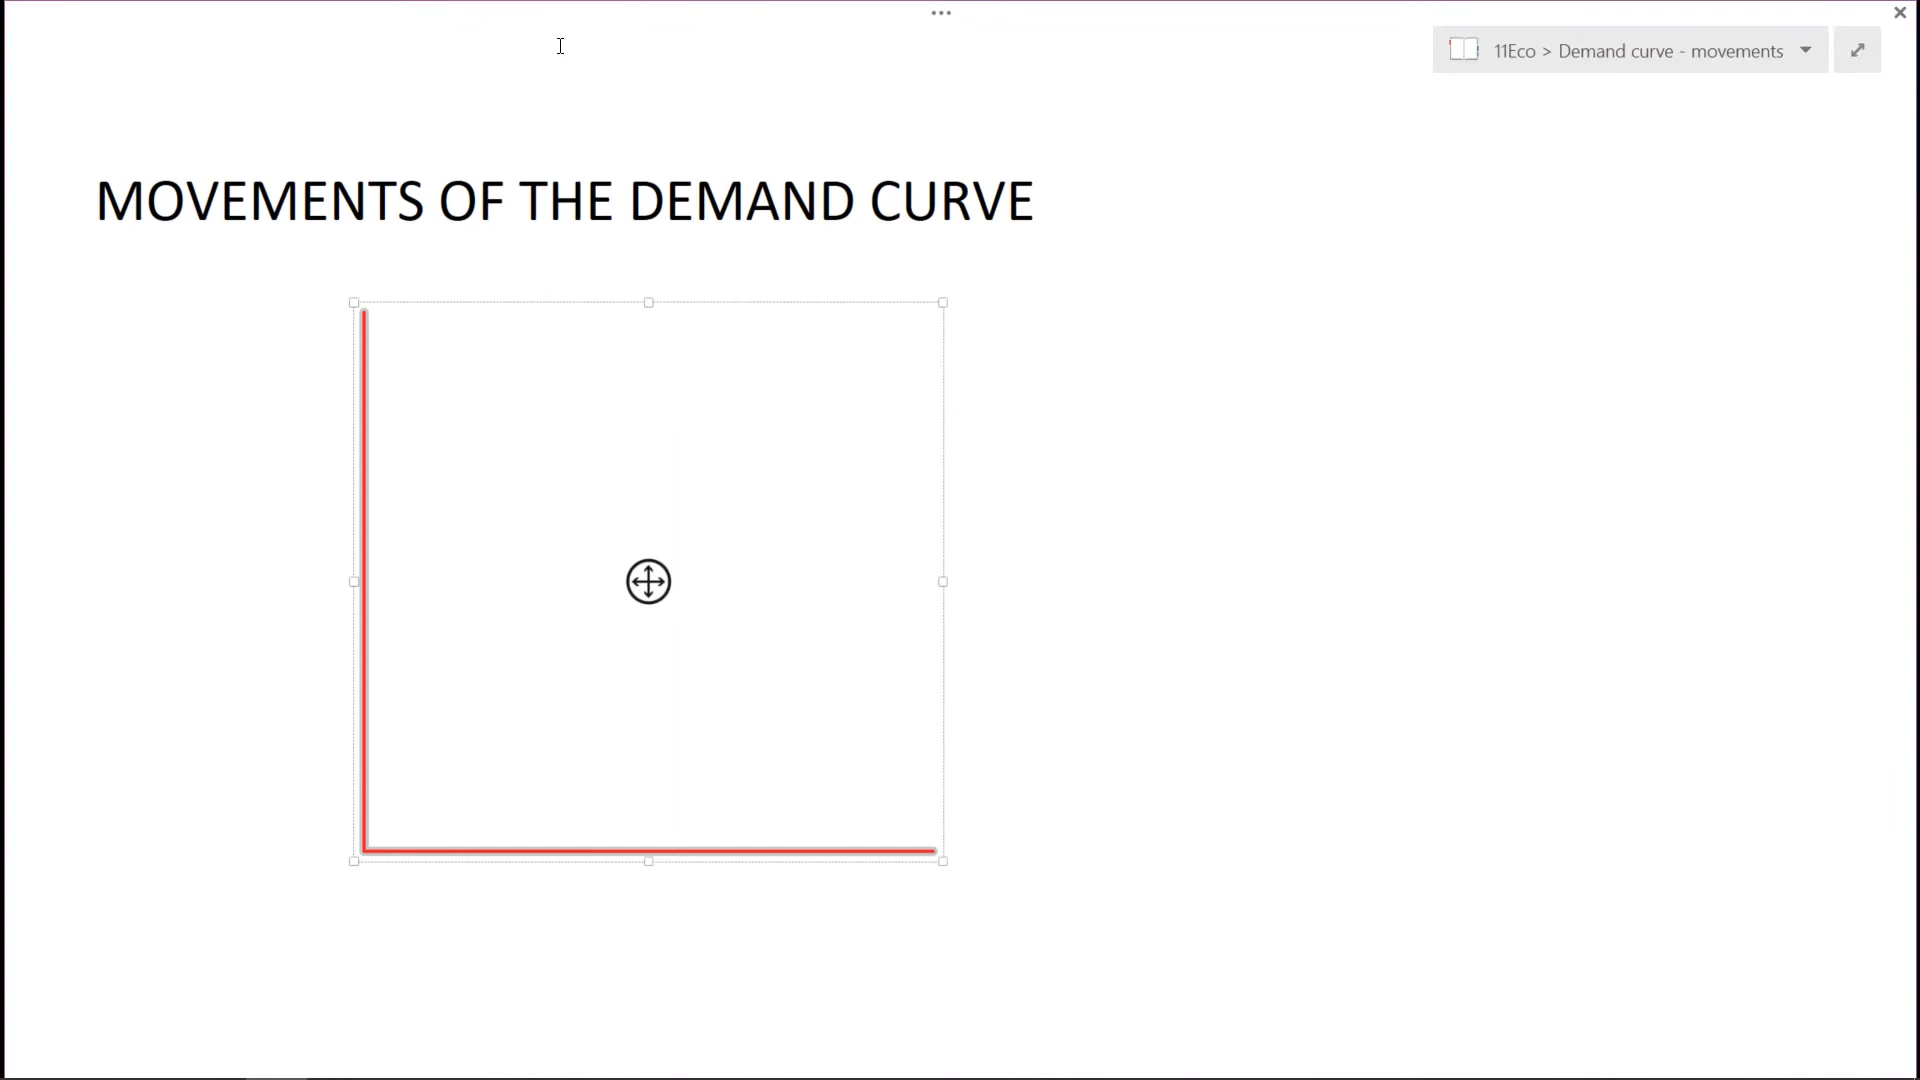 11Eco > Demand curve - movements
MOVEMENTS OF THE DEMAND CURVE